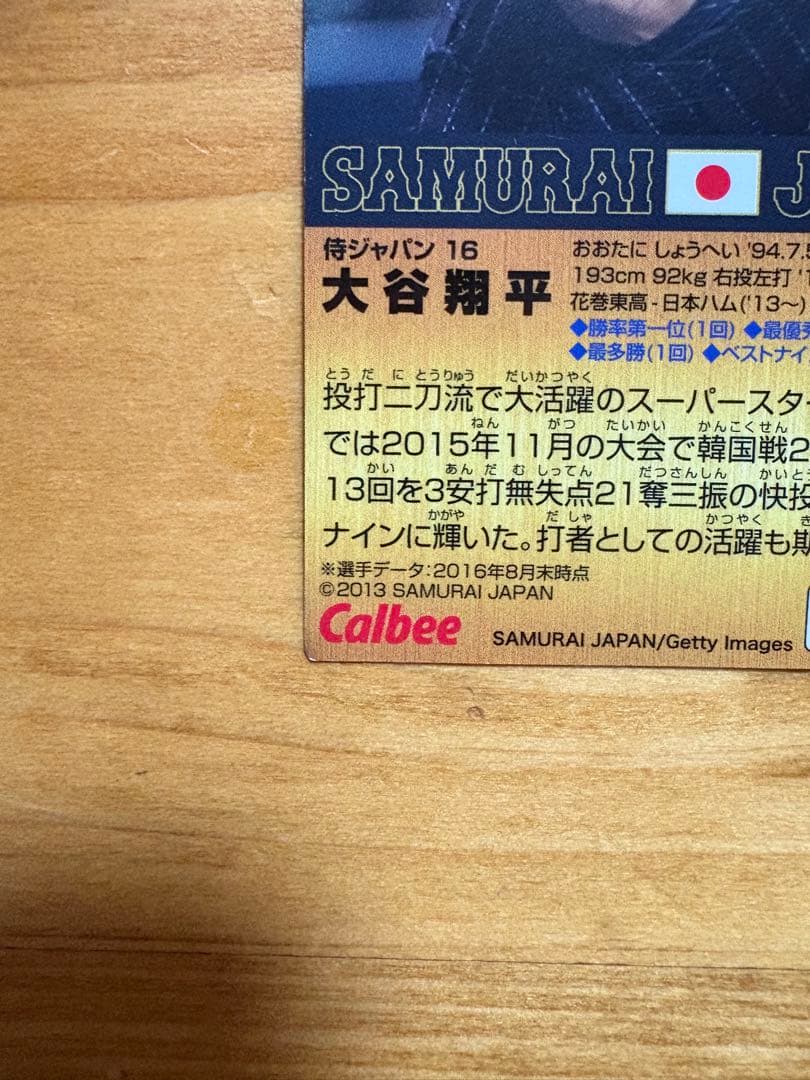 SAMURAI J
侍ジャパン 16
大谷翔平
おおたに しょうへい '94.7.5
193cm 92kg 右投左打 '1
花巻東高-日本ハム('13〜)
◆勝率第一位(1回) ◆最優秀
◆最多勝(1回) ◆ベストナイ
とう だ に とうりゅう だいかつやく
投打二刀流で大活躍のスーパースター
ねん がつ たいかい かんこくせん
では2015年11月の大会で韓国戦2
かい あん だ む しってん だつさんしん かいとう
13回を3安打無失点21奪三振の快投
かがや だ しゃ かつやく き
ナインに輝いた。打者としての活躍も期
※選手データ:2016年8月末時点
©2013 SAMURAI JAPAN
Calbee
SAMURAI JAPAN/Getty Images